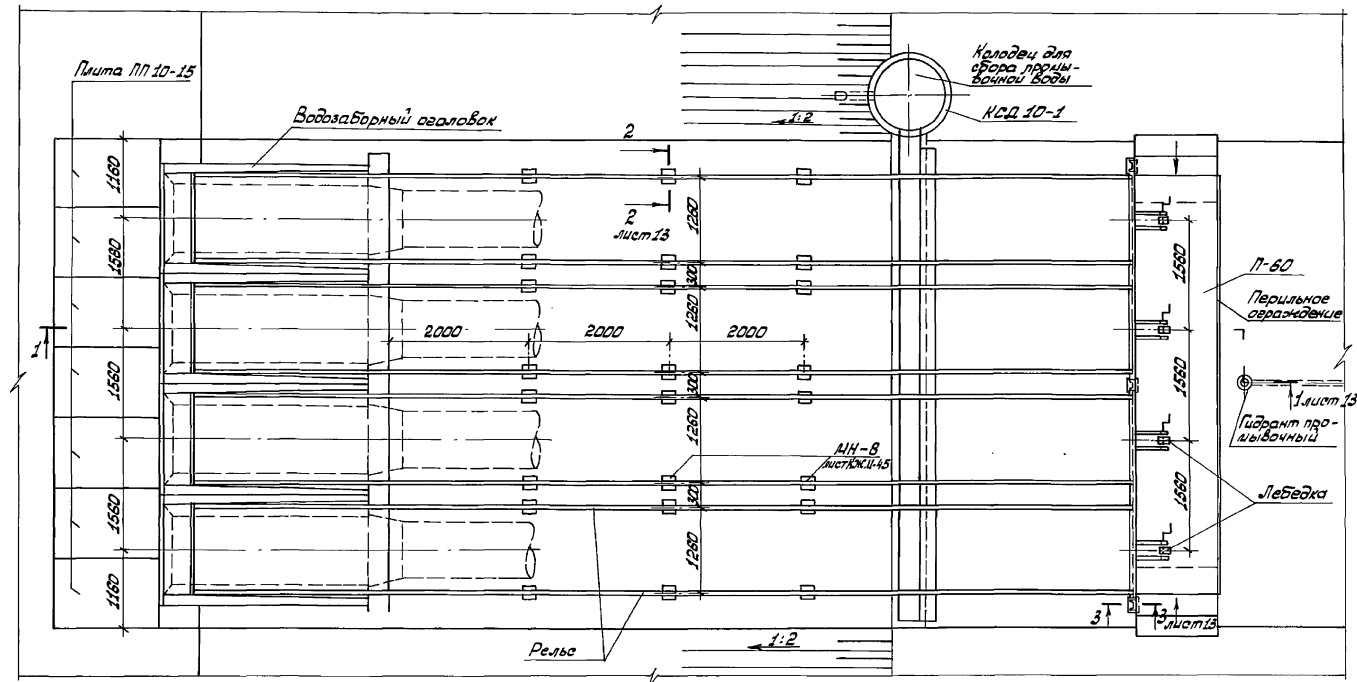 Плита ПП 10-15
Водозаборный оголовок
Колодец для
сбора промы-
вочной воды
КСД 10-1
1:2
2
2
лист 13
1160
1560
1560
1560
1160
1260
300
1260
300
1260
300
1260
2000
2000
2000
1
1560
1560
1560
П-60
Перильное
ограждение
1 лист 13
Гидрант про-
мывочный
МН-8
лист КЖ.И-45
Лебедка
Рельс
1:2
3
3
лист 13